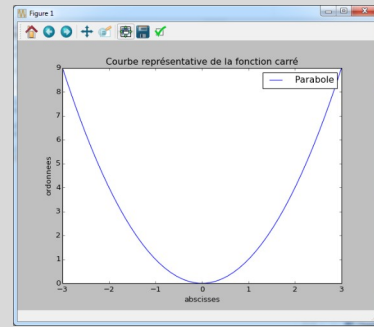 Figure 1
Courbe représentative de la fonction carré
Parabole
9
8
7
6
5
4
3
2
1
0
−3 −2 −1 0 1 2 3
ordonnees
abscisses